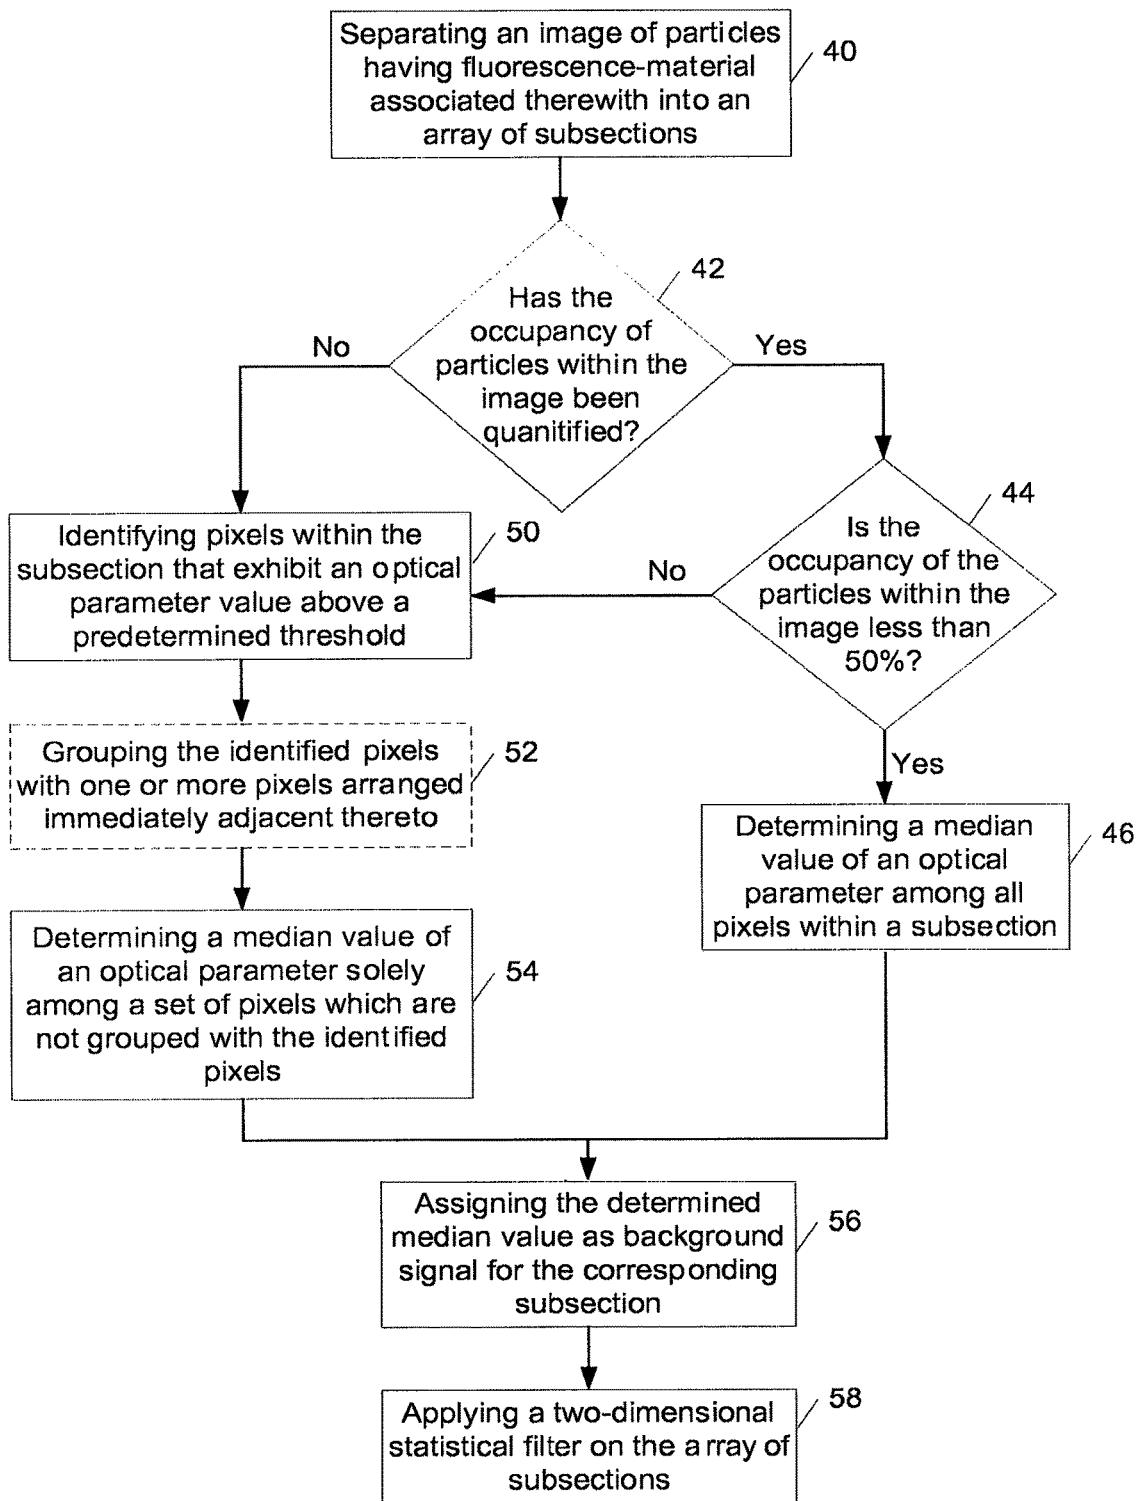 Separating an image of particles
having fluorescence-material
associated therewith into an
array of subsections
40
42
Has the
occupancy of
particles within the
image been
quanitified?
No
Yes
44
Is the
occupancy of the
particles within the
image less than
50%?
No
Yes
Identifying pixels within the
subsection that exhibit an optical
parameter value above a
predetermined threshold
50
Grouping the identified pixels
with one or more pixels arranged
immediately adjacent thereto
52
Determining a median
value of an optical
parameter among all
pixels within a subsection
46
Determining a median value of
an optical parameter solely
among a set of pixels which are
not grouped with the identified
pixels
54
Assigning the determined
median value as background
signal for the corresponding
subsection
56
Applying a two-dimensional
statistical filter on the array of
subsections
58